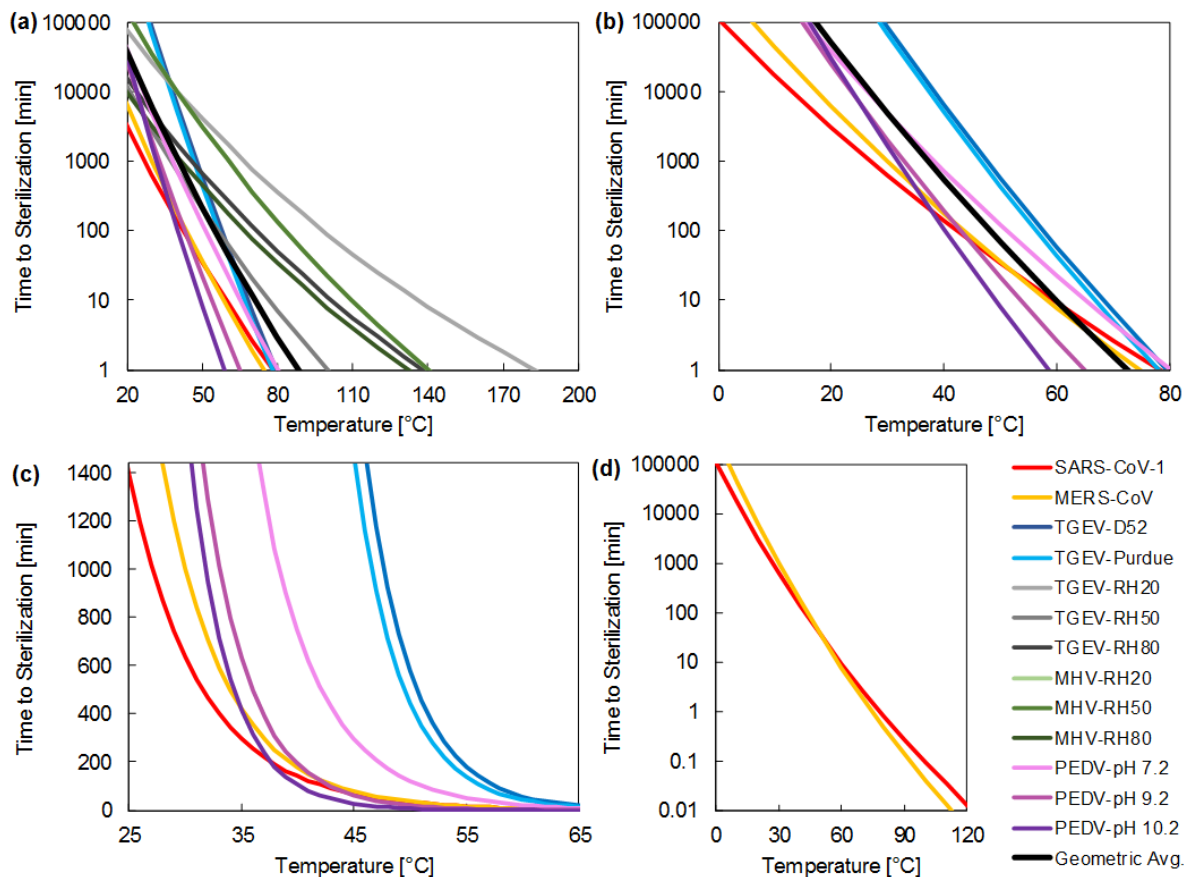 (a)
Time to Sterilization [min]
100000
10000
1000
100
10
1
20 50 80 110 140 170 200
Temperature [°C]
(b)
Time to Sterilization [min]
100000
10000
1000
100
10
1
0 20 40 60 80
Temperature [°C]
(c)
Time to Sterilization [min]
1400
1200
1000
800
600
400
200
0
25 35 45 55 65
Temperature [°C]
(d)
Time to Sterilization [min]
100000
10000
1000
100
10
1
0.1
0.01
0 30 60 90 120
Temperature [°C]
SARS-CoV-1
MERS-CoV
TGEV-D52
TGEV-Purdue
TGEV-RH20
TGEV-RH50
TGEV-RH80
MHV-RH20
MHV-RH50
MHV-RH80
PEDV-pH 7.2
PEDV-pH 9.2
PEDV-pH 10.2
Geometric Avg.